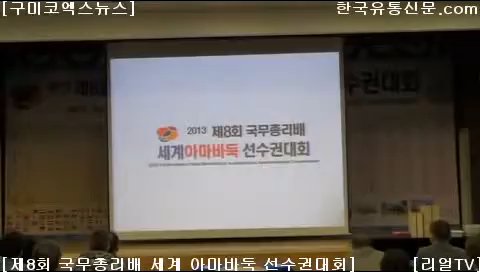 [구미코엑스뉴스]
한국유통신문.com
제8회
수권대회
2013 제8회 국무총리배
세계아마바둑 선수권대회
[제8회 국무총리배 세계 아마바둑 선수권대회]
[리얼TV]